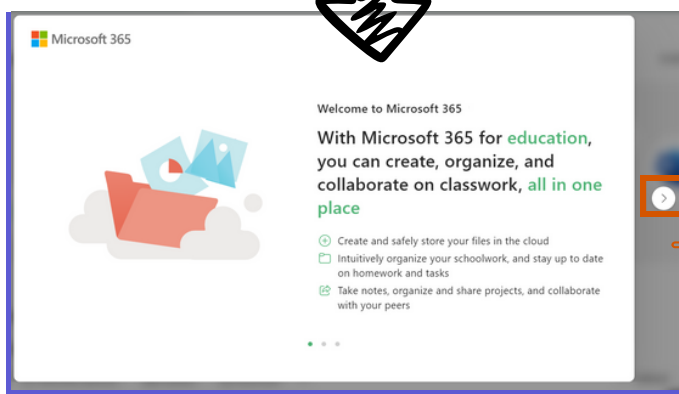 Microsoft 365
Welcome to Microsoft 365
With Microsoft 365 for education,
you can create, organize, and
collaborate on classwork, all in one
place
Create and safely store your files in the cloud
Intuitively organize your schoolwork, and stay up to date
on homework and tasks
Take notes, organize and share projects, and collaborate
with your peers